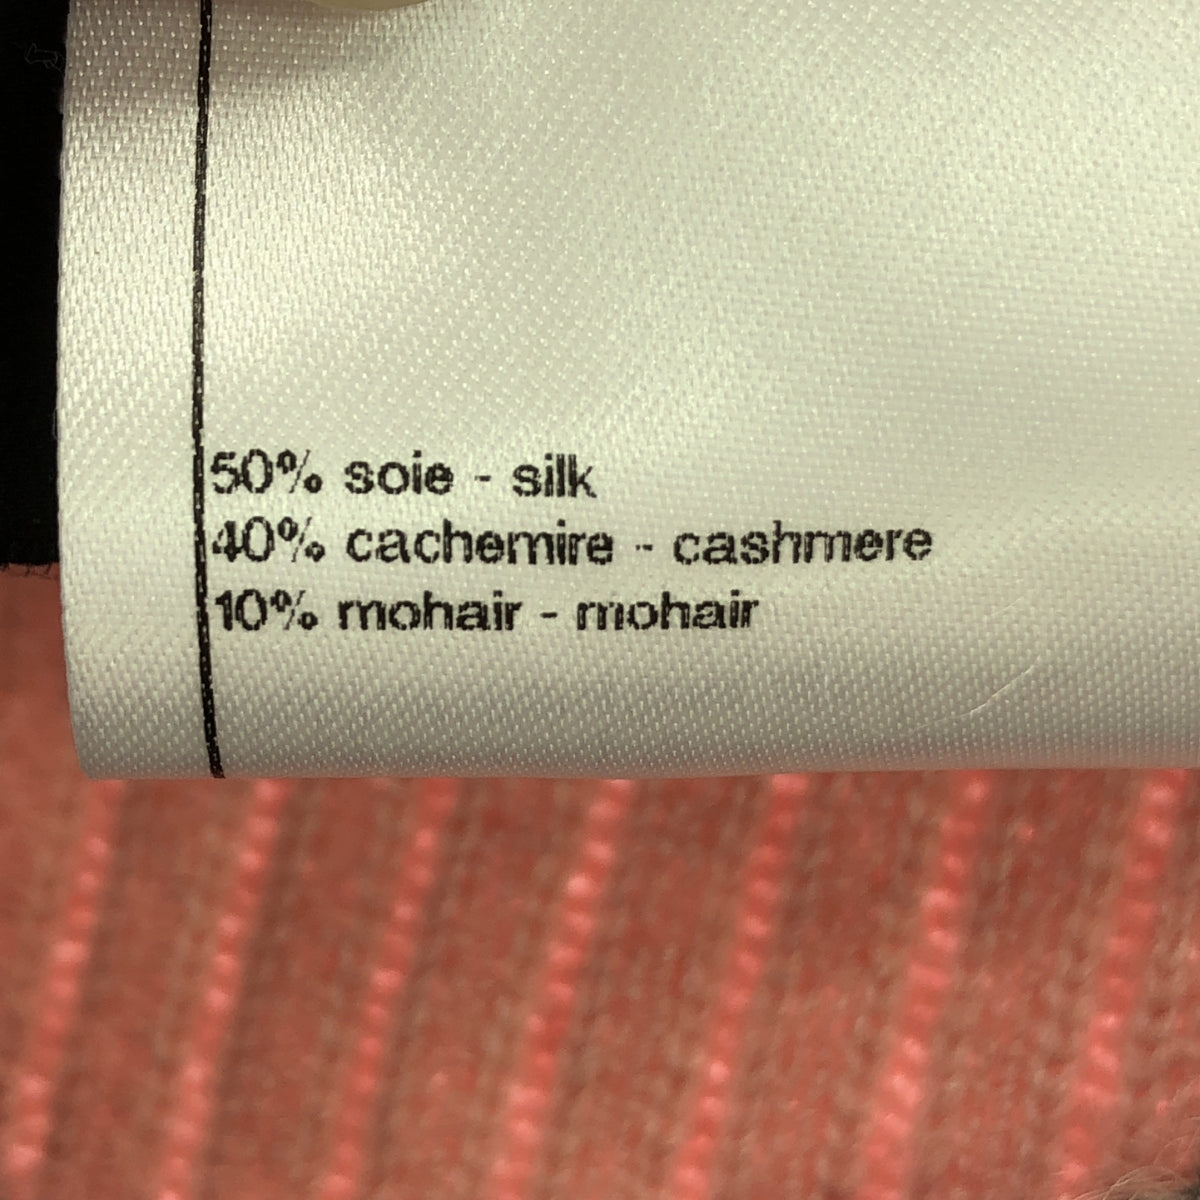 50% soie - silk
40% cachemire - cashmere
10% mohair - mohair